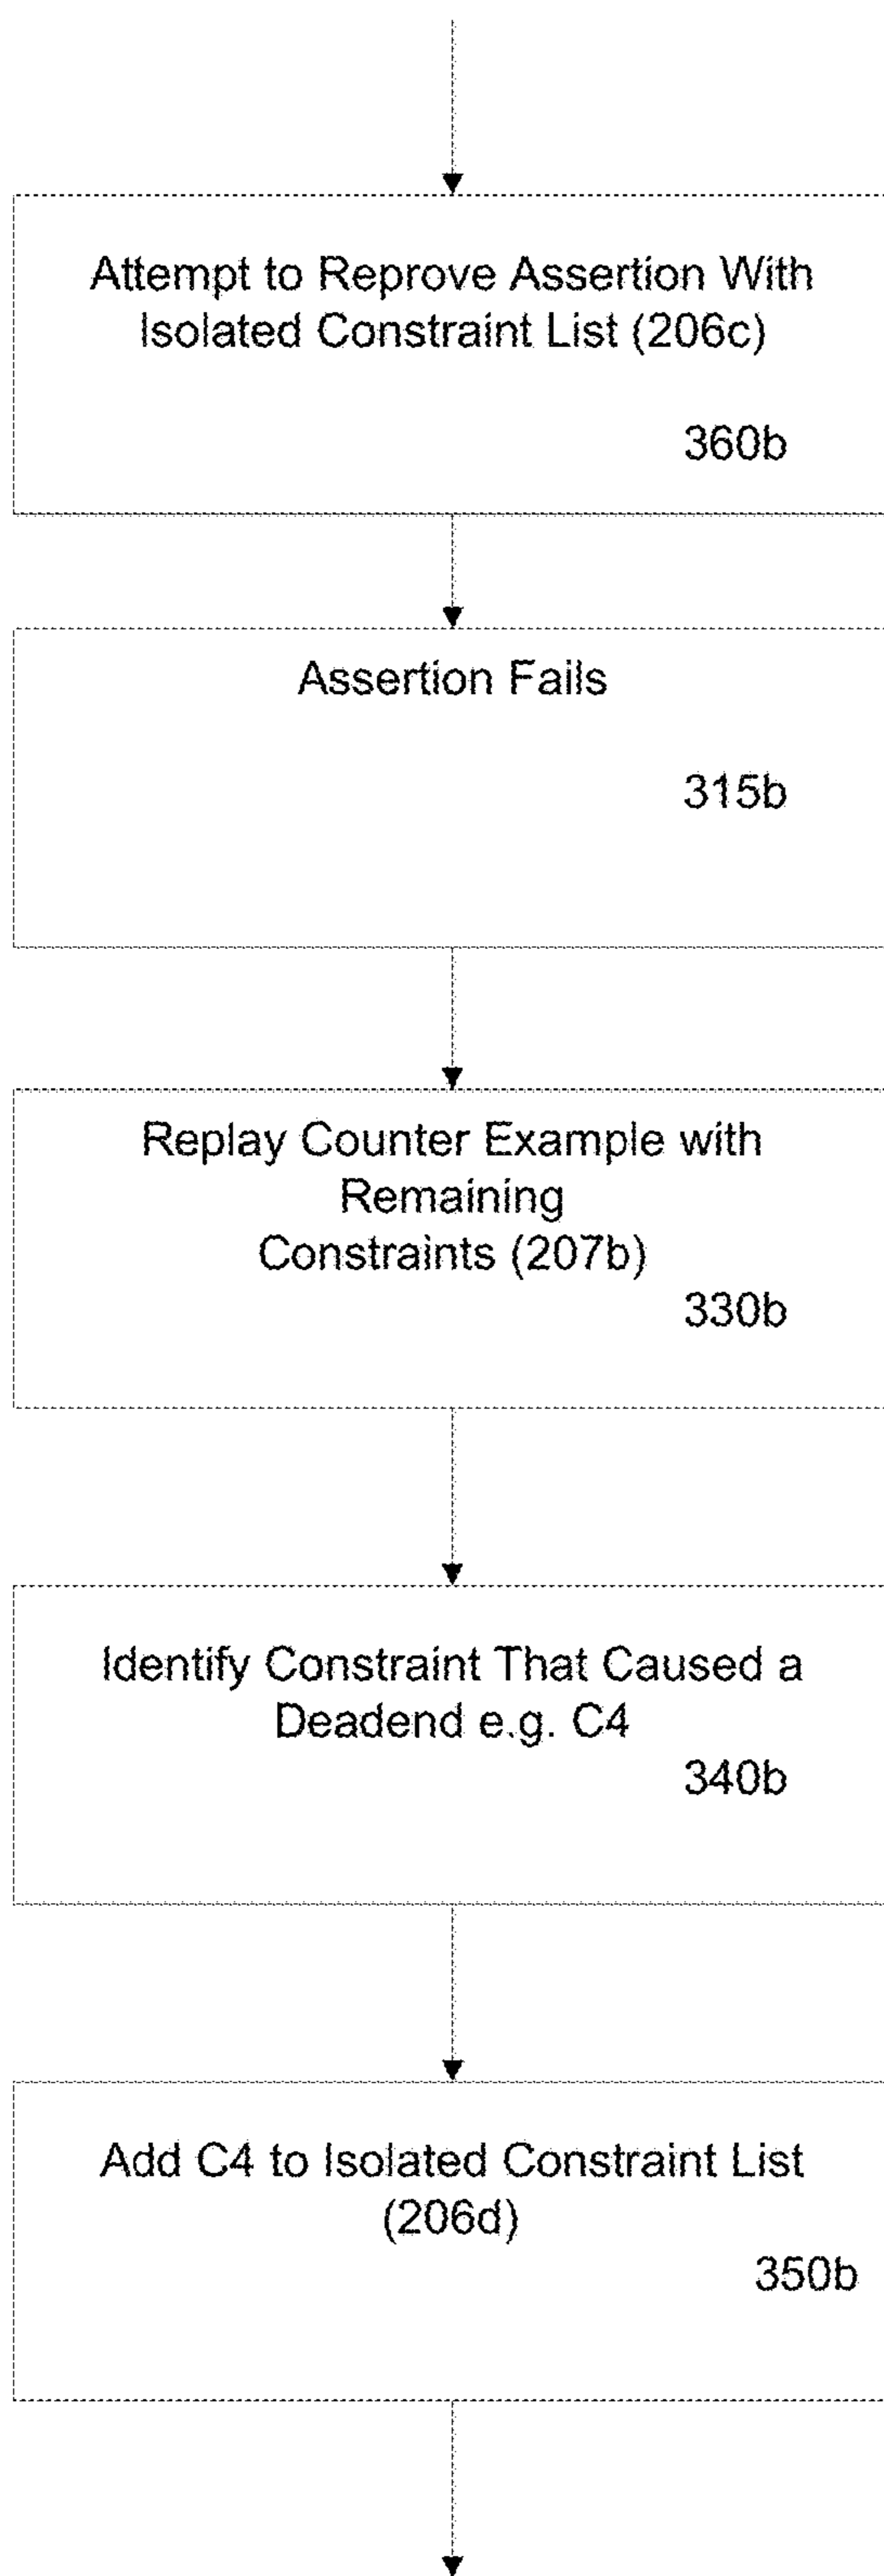 Attempt to Reprove Assertion With
Isolated Constraint List (206c)
360b
Assertion Fails
315b
Replay Counter Example with
Remaining
Constraints (207b)
330b
Identify Constraint That Caused a
Deadend e.g. C4
340b
Add C4 to Isolated Constraint List
(206d)
350b